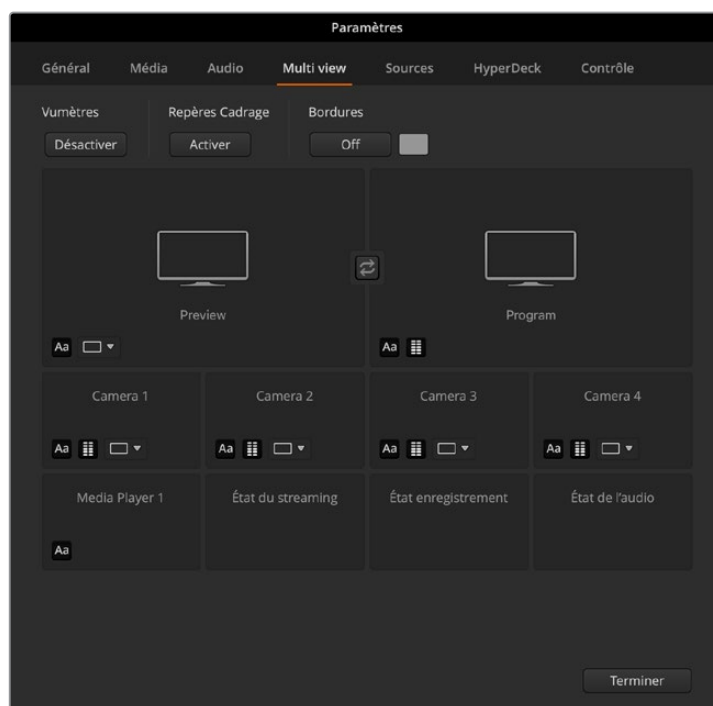 Paramètres
Général Média Audio Multi view Sources HyperDeck Contrôle
Vumètres Repères Cadrage Bordures
Désactiver Activer Off
Preview Program
Aa Aa
Camera 1 Camera 2 Camera 3 Camera 4
Aa Aa Aa Aa
Media Player 1 État du streaming État enregistrement État de l'audio
Aa
Terminer